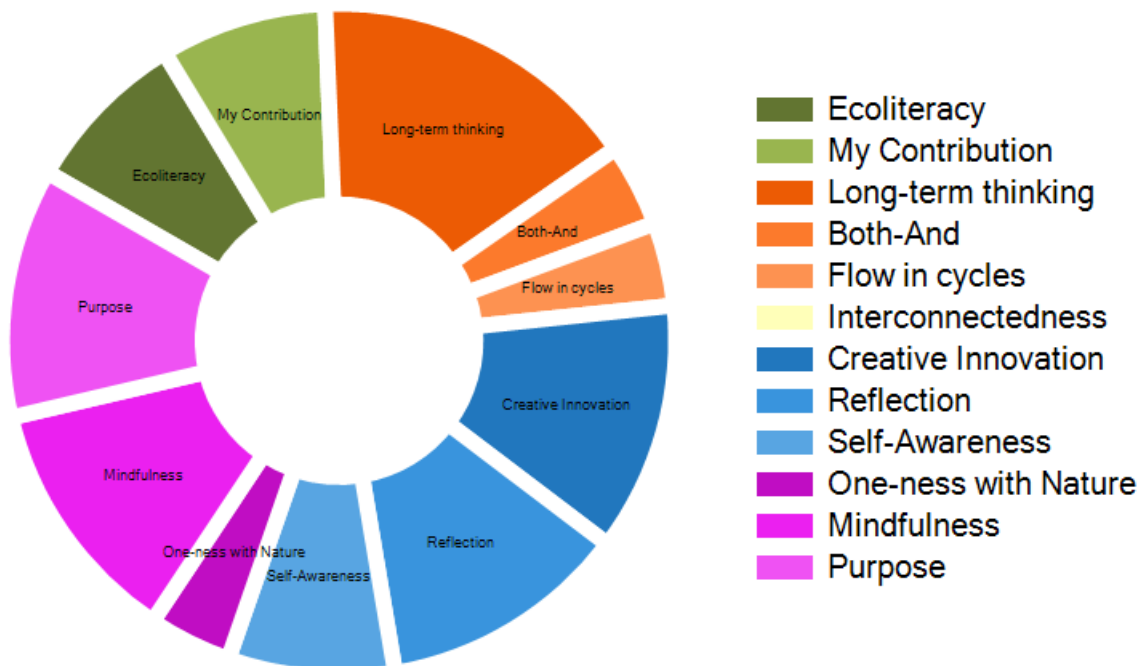 My Contribution
Long-term thinking
Ecoliteracy
Both-And
Flow in cycles
Purpose
Creative Innovation
Mindfulness
Reflection
One-ness with Nature
Self-Awareness
Ecoliteracy
My Contribution
Long-term thinking
Both-And
Flow in cycles
Interconnectedness
Creative Innovation
Reflection
Self-Awareness
One-ness with Nature
Mindfulness
Purpose